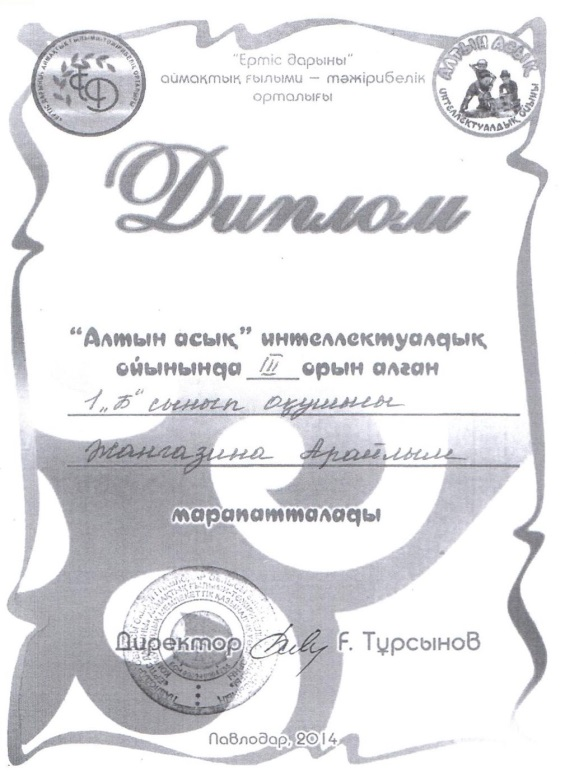 "Ертіс дарыны"
аймақтық ғылыми – тәжірибелік
орталығы
АЛТЫН АСЫҚ
ИНТЕЛЛЕКТУАЛДЫҚ ОЙЫНЫ
Диплом
"Алтын асық" интеллектуалдық
ойынында III орын алған
1 „Б" сынып оқушысы
Жангазина Арайлым
марапатталады
Директор Ғ. Тұрсынов
Павлодар, 2014